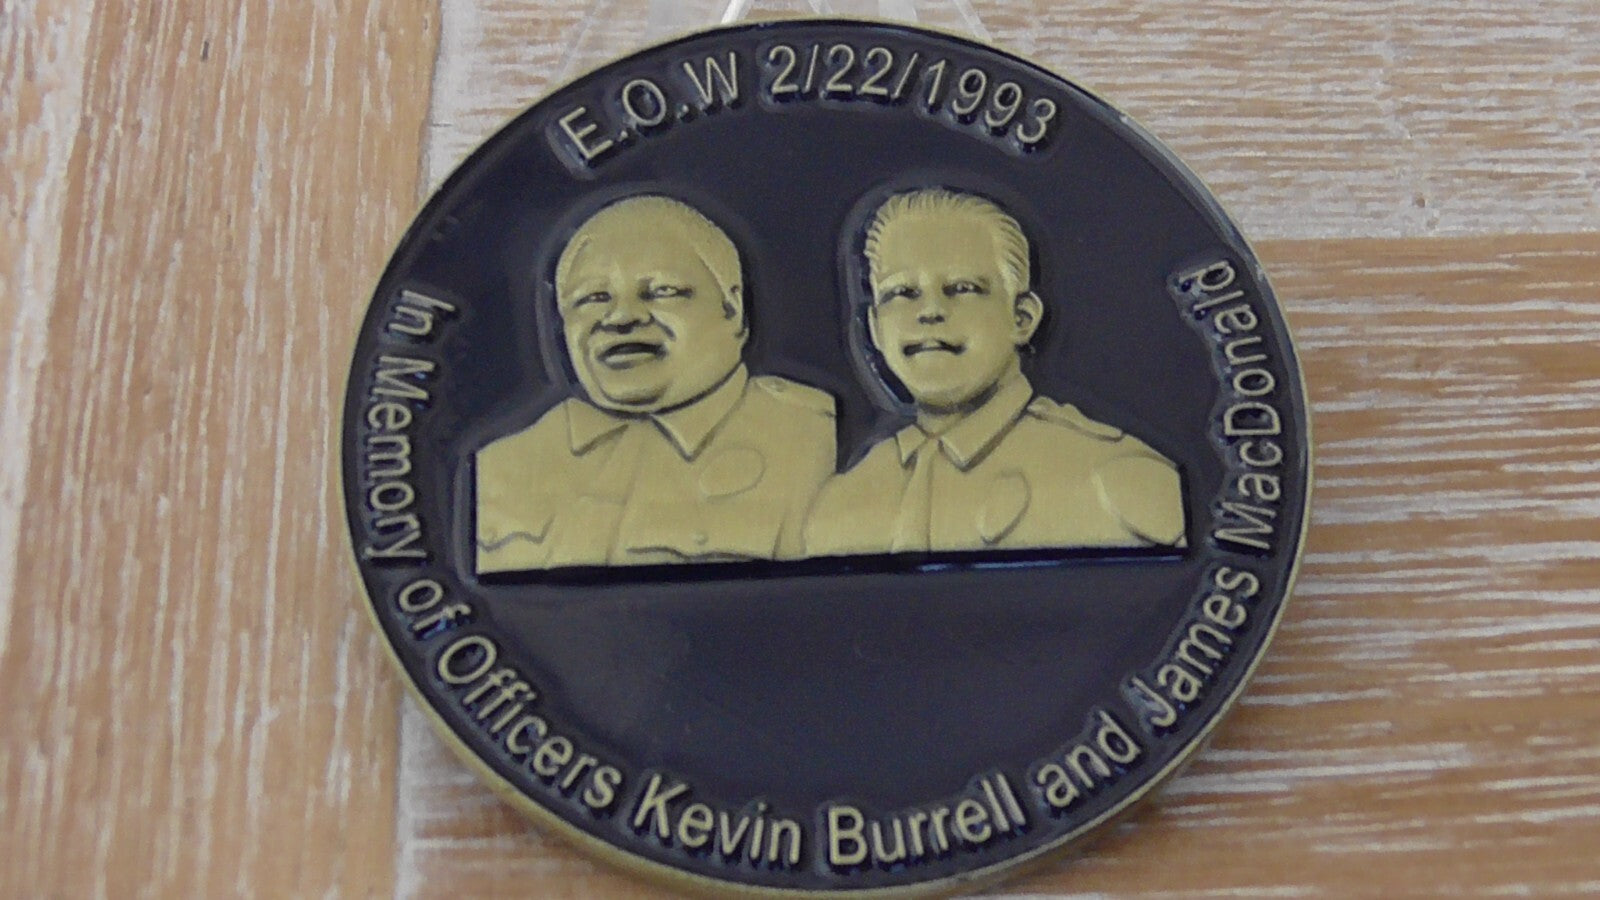 E.O.W 2/22/1993
In Memory of Officers Kevin Burrell and James MacDonald